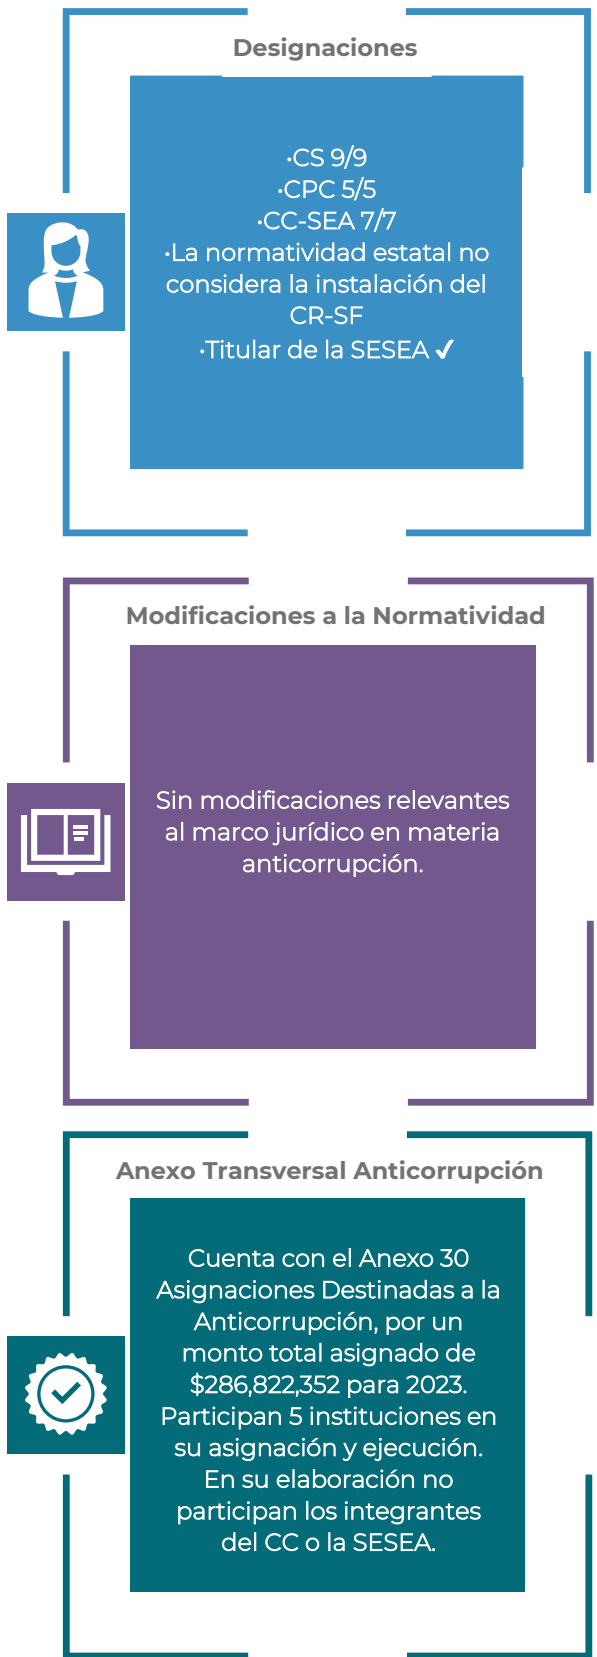 Designaciones
•CS 9/9
•CPC 5/5
•CC-SEA 7/7
•La normatividad estatal no
considera la instalación del
CR-SF
•Titular de la SESEA ✔
Modificaciones a la Normatividad
Sin modificaciones relevantes
al marco jurídico en materia
anticorrupción.
Anexo Transversal Anticorrupción
Cuenta con el Anexo 30
Asignaciones Destinadas a la
Anticorrupción, por un
monto total asignado de
$286,822,352 para 2023.
Participan 5 instituciones en
su asignación y ejecución.
En su elaboración no
participan los integrantes
del CC o la SESEA.